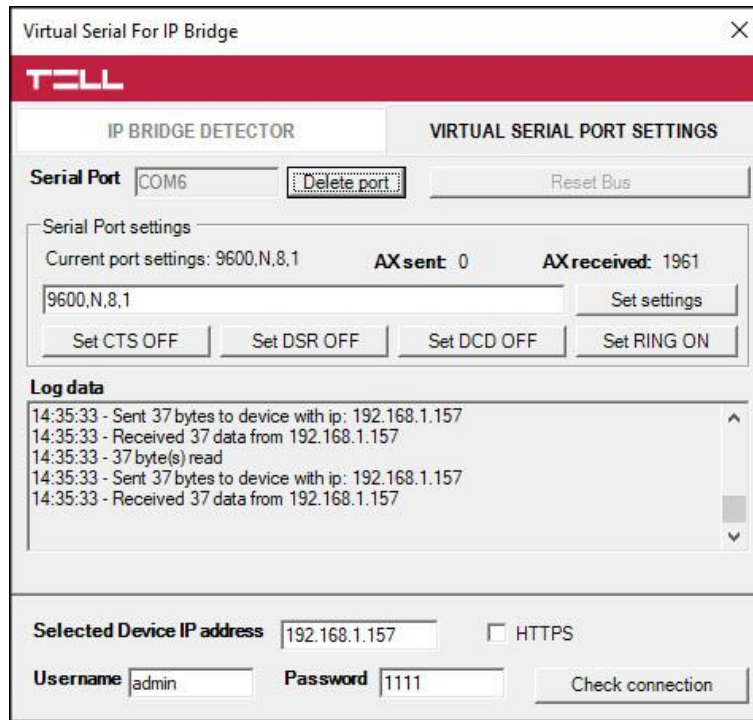 Virtual Serial For IP Bridge
TELL
IP BRIDGE DETECTOR VIRTUAL SERIAL PORT SETTINGS
Serial Port COM6 Delete port Reset Bus
Serial Port settings
Current port settings: 9600,N,8,1 AX sent: 0 AX received: 1961
9600,N,8,1 Set settings
Set CTS OFF Set DSR OFF Set DCD OFF Set RING ON
Log data
14:35:33 - Sent 37 bytes to device with ip: 192.168.1.157
14:35:33 - Received 37 data from 192.168.1.157
14:35:33 - 37 byte(s) read
14:35:33 - Sent 37 bytes to device with ip: 192.168.1.157
14:35:33 - Received 37 data from 192.168.1.157
Selected Device IP address 192.168.1.157 HTTPS
Username admin Password 1111 Check connection